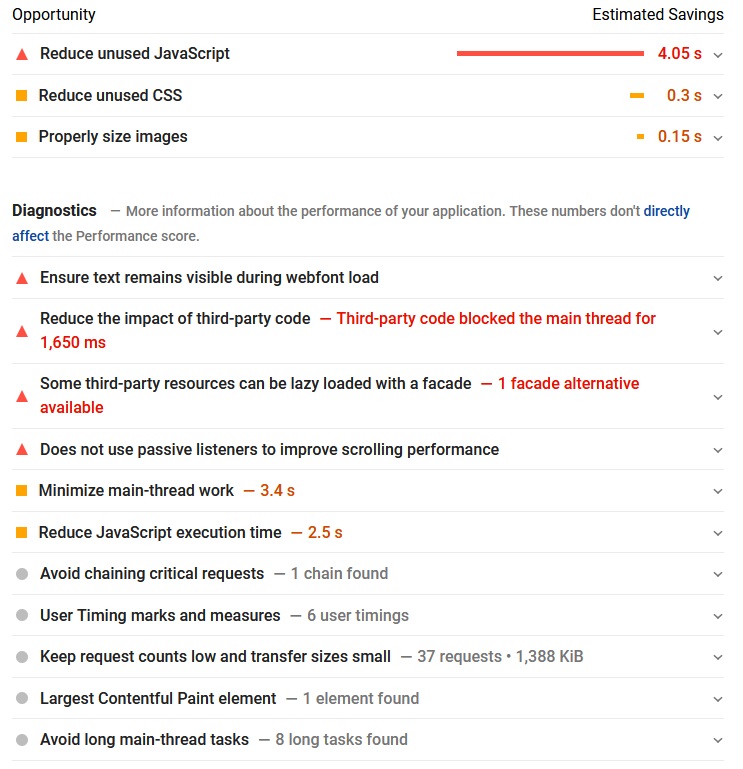 Opportunity Estimated Savings
Reduce unused JavaScript 4.05 s
Reduce unused CSS 0.3 s
Properly size images 0.15 s
Diagnostics — More information about the performance of your application. These numbers don't directly
affect the Performance score.
Ensure text remains visible during webfont load
Reduce the impact of third-party code — Third-party code blocked the main thread for
1,650 ms
Some third-party resources can be lazy loaded with a facade — 1 facade alternative
available
Does not use passive listeners to improve scrolling performance
Minimize main-thread work — 3.4 s
Reduce JavaScript execution time — 2.5 s
Avoid chaining critical requests — 1 chain found
User Timing marks and measures — 6 user timings
Keep request counts low and transfer sizes small — 37 requests • 1,388 KiB
Largest Contentful Paint element — 1 element found
Avoid long main-thread tasks — 8 long tasks found